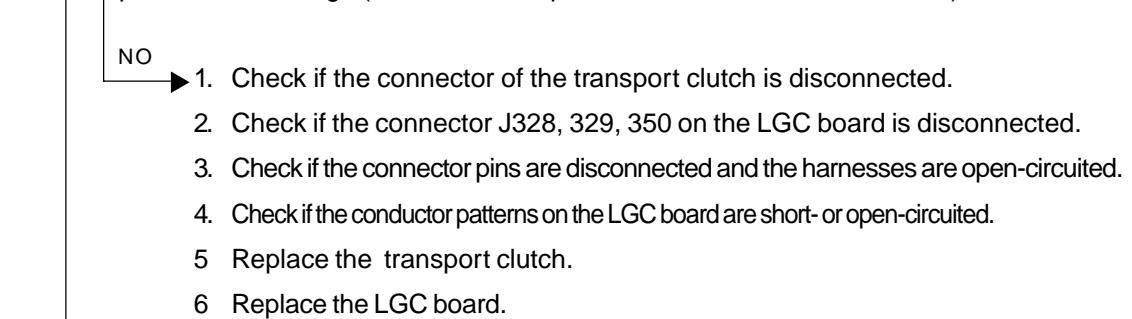 NO
1. Check if the connector of the transport clutch is disconnected.
2. Check if the connector J328, 329, 350 on the LGC board is disconnected.
3. Check if the connector pins are disconnected and the harnesses are open-circuited.
4. Check if the conductor patterns on the LGC board are short- or open-circuited.
5 Replace the transport clutch.
6 Replace the LGC board.